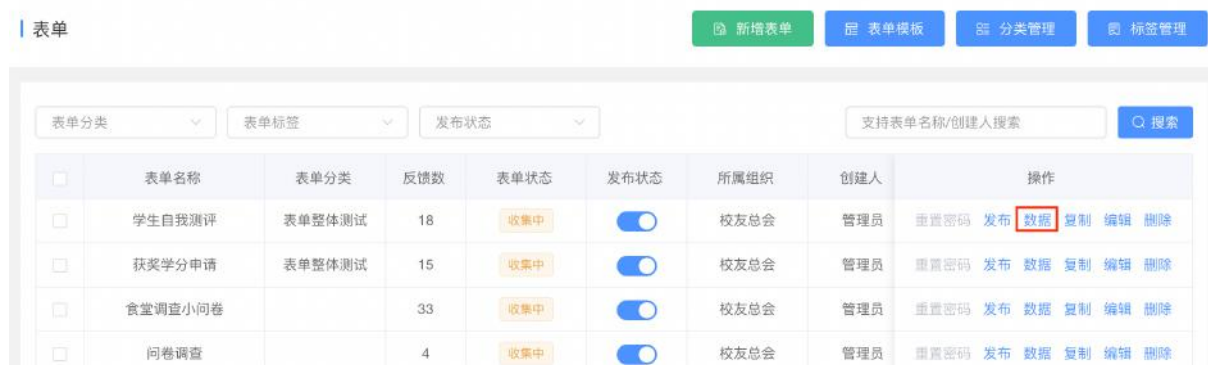 表单
新增表单 表单模板 分类管理 标签管理
表单分类 表单标签 发布状态 支持表单名称/创建人搜索 搜索
表单名称 表单分类 反馈数 表单状态 发布状态 所属组织 创建人 操作
学生自我测评 表单整体测试 18 收集中 校友总会 管理员 重置密码 发布 数据 复制 编辑 删除
获奖学分申请 表单整体测试 15 收集中 校友总会 管理员 重置密码 发布 数据 复制 编辑 删除
食堂调查小问卷 33 收集中 校友总会 管理员 重置密码 发布 数据 复制 编辑 删除
问卷调查 4 收集中 校友总会 管理员 重置密码 发布 数据 复制 编辑 删除